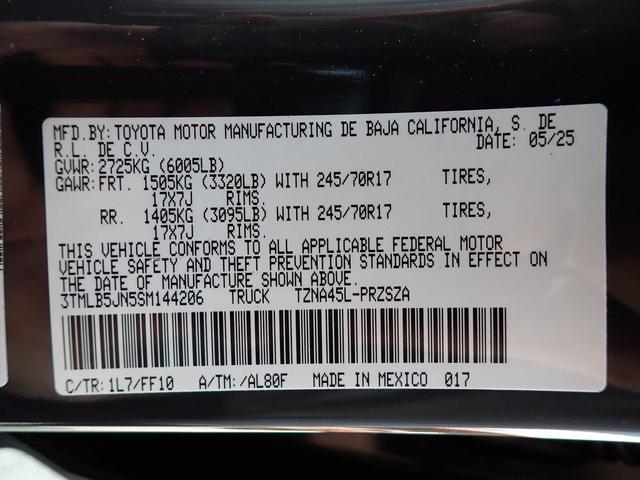 MFD.BY: TOYOTA MOTOR MANUFACTURING DE BAJA CALIFORNIA, S. DE
R.L. DE C.V. DATE: 05/25
GVWR: 2725KG (6005LB)
GAWR: FRT. 1505KG (3320LB) WITH 245/70R17 TIRES,
17X7J RIMS.
RR. 1405KG (3095LB) WITH 245/70R17 TIRES,
17X7J RIMS.
THIS VEHICLE CONFORMS TO ALL APPLICABLE FEDERAL MOTOR
VEHICLE SAFETY AND THEFT PREVENTION STANDARDS IN EFFECT ON
THE DATE OF MANUFACTURE SHOWN ABOVE.
3TMLB5JN5SM144206 TRUCK TZNA45L-PRZSZA
C/TR: 1L7/FF10 A/TM: /AL80F MADE IN MEXICO 017